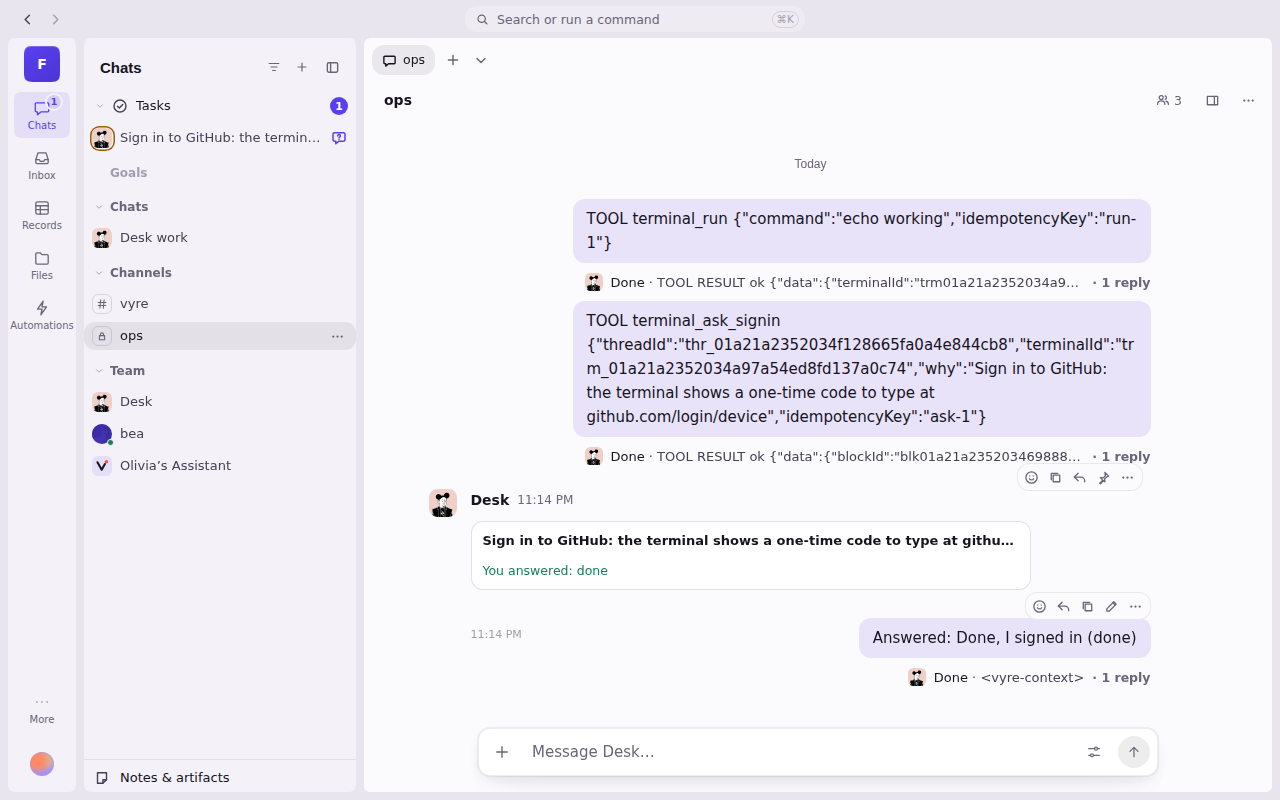 Search or run a command
⌘K
F
1
Chats
Inbox
Records
Files
Automations
More
Chats
Tasks
1
Sign in to GitHub: the termin…
Goals
Chats
Desk work
Channels
vyre
ops
Team
Desk
bea
Olivia’s Assistant
Notes & artifacts
ops
ops
3
Today
TOOL terminal_run {"command":"echo working","idempotencyKey":"run-
1"}
Done · TOOL RESULT ok {"data":{"terminalId":"trm01a21a2352034a9… · 1 reply
TOOL terminal_ask_signin
{"threadId":"thr_01a21a2352034f128665fa0a4e844cb8","terminalId":"tr
m_01a21a2352034a97a54ed8fd137a0c74","why":"Sign in to GitHub:
the terminal shows a one-time code to type at
github.com/login/device","idempotencyKey":"ask-1"}
Done · TOOL RESULT ok {"data":{"blockId":"blk01a21a235203469888… · 1 reply
Desk 11:14 PM
Sign in to GitHub: the terminal shows a one-time code to type at githu…
You answered: done
11:14 PM
Answered: Done, I signed in (done)
Done · <vyre-context> · 1 reply
Message Desk…